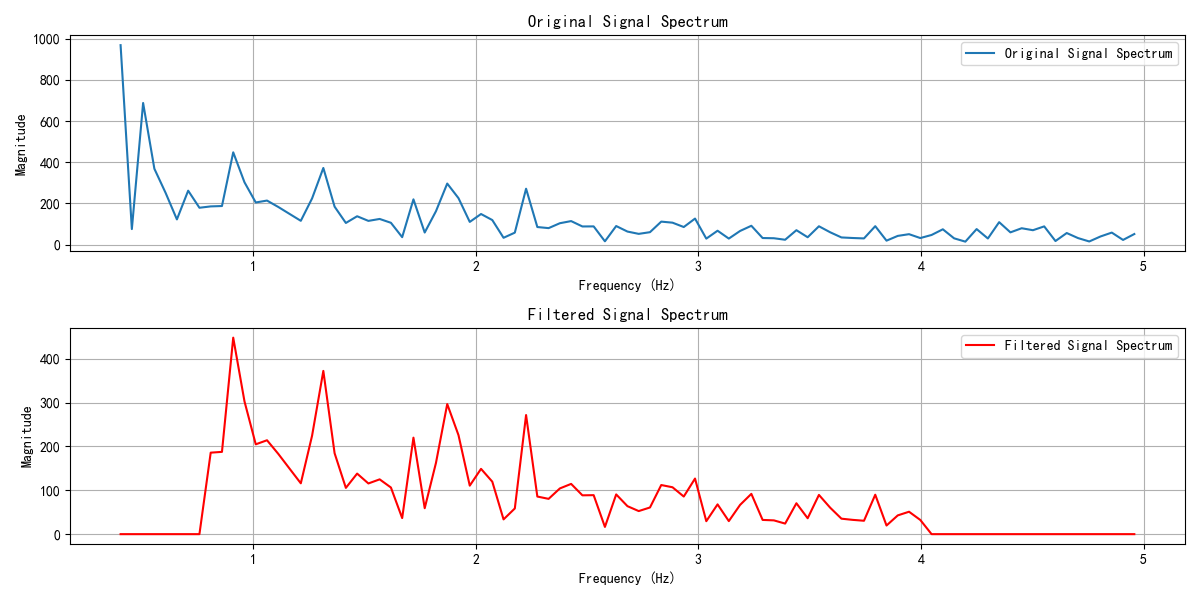 Original Signal Spectrum
1000
800
600
400
200
0
Magnitude
Original Signal Spectrum
1 2 3 4 5
Frequency (Hz)
Filtered Signal Spectrum
400
300
200
100
0
Magnitude
Filtered Signal Spectrum
1 2 3 4 5
Frequency (Hz)